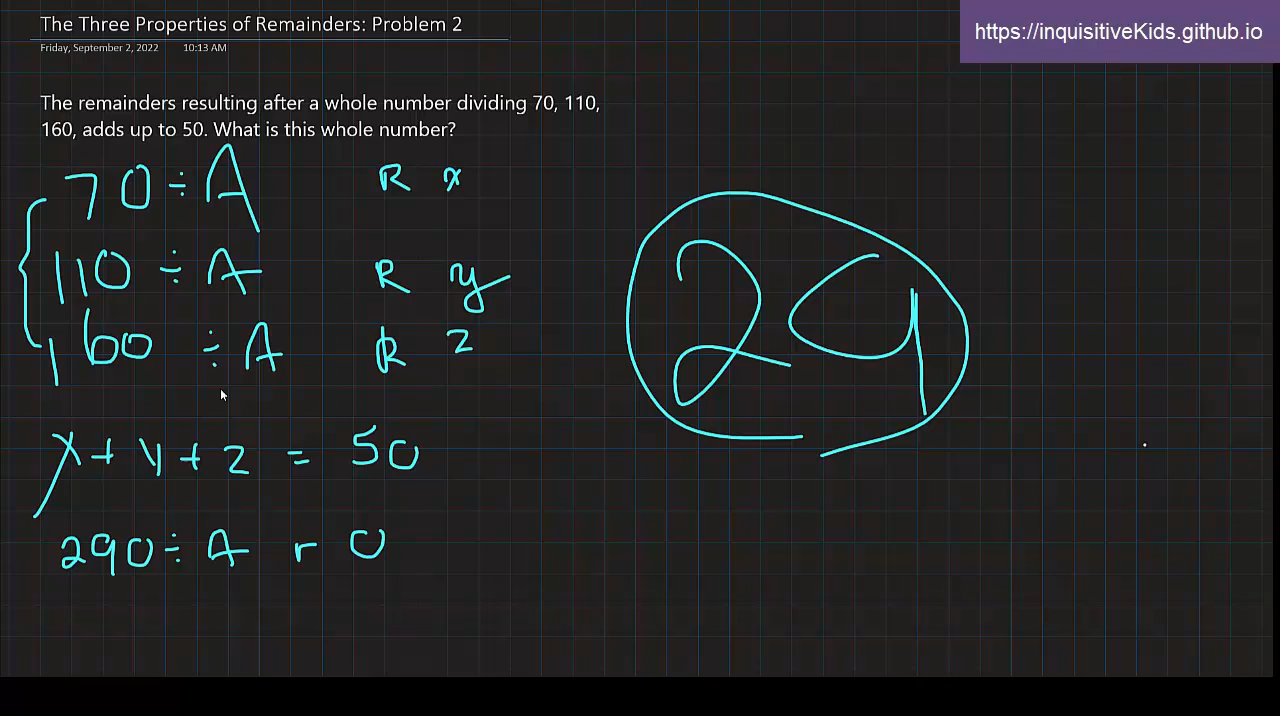 The Three Properties of Remainders: Problem 2
https://inquisitiveKids.github.io
Friday, September 2, 2022 10:13 AM
The remainders resulting after a whole number dividing 70, 110,
160, adds up to 50. What is this whole number?
70 ÷ A R x
110 ÷ A R y
160 ÷ A R z
x + y + z = 50
290 ÷ A r 0
29